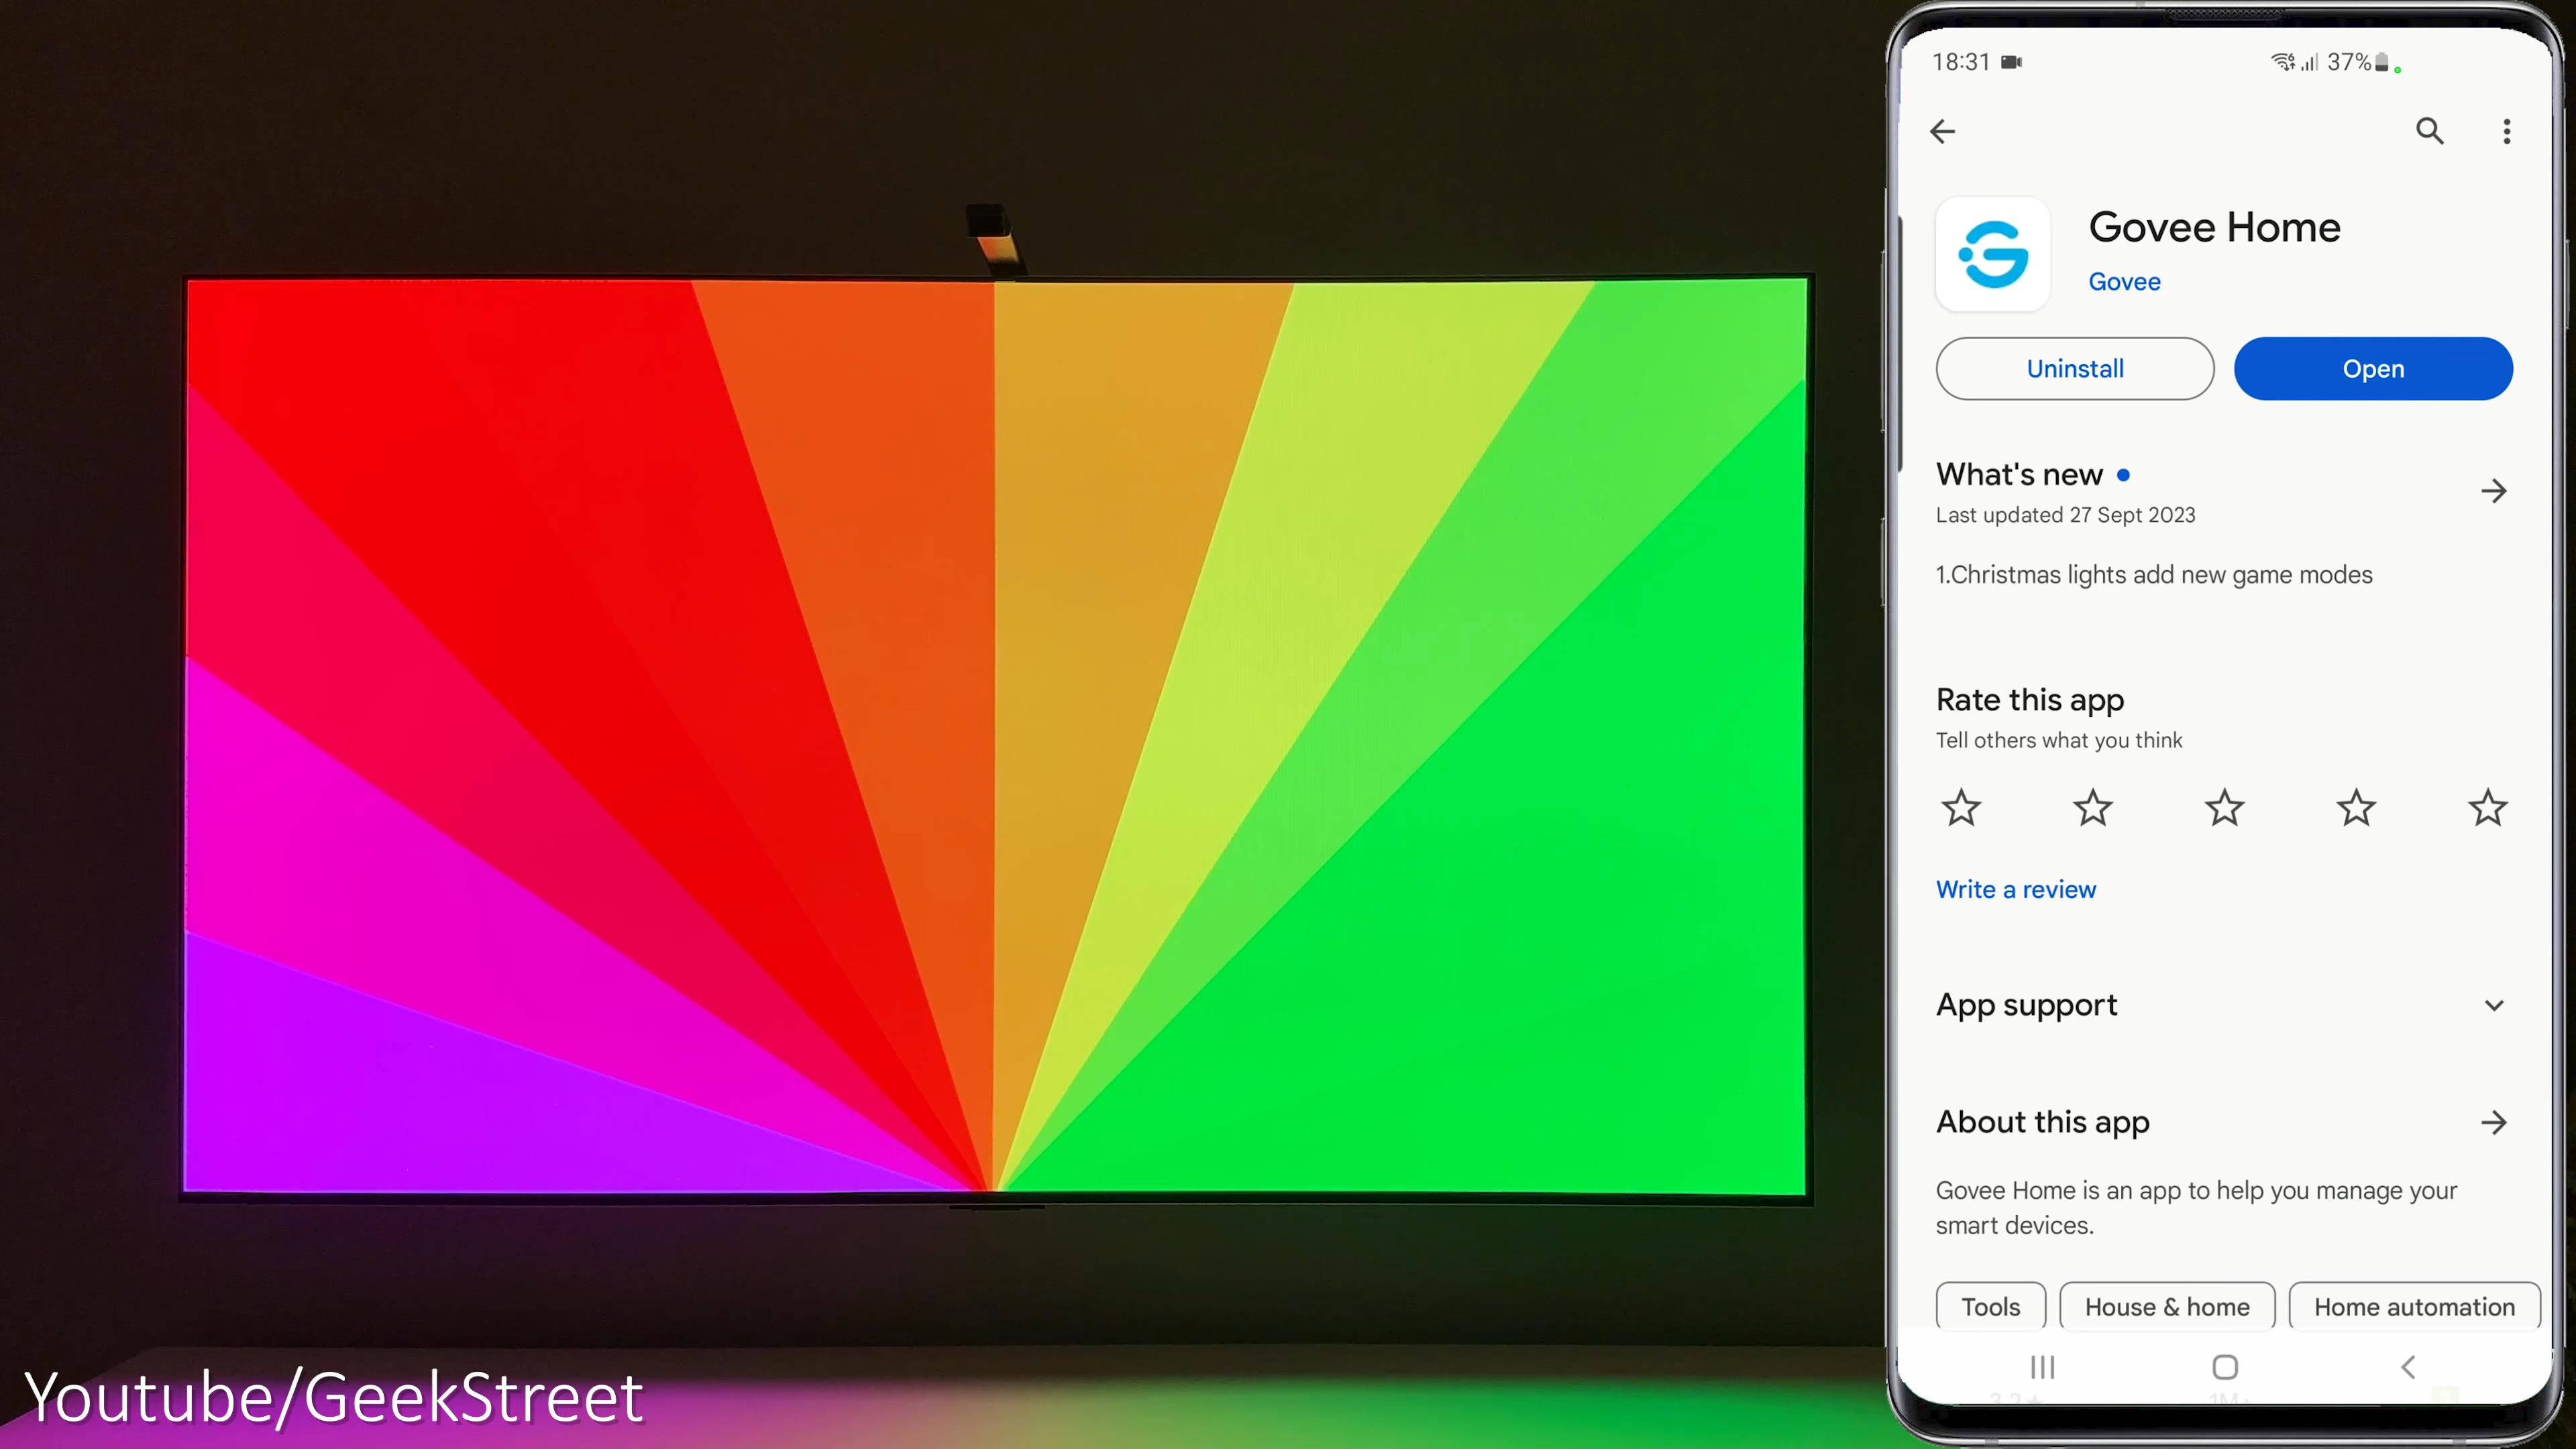 18:31
37%
Govee Home
Govee
Uninstall
Open
What's new
Last updated 27 Sept 2023
1.Christmas lights add new game modes
Rate this app
Tell others what you think
Write a review
App support
About this app
Govee Home is an app to help you manage your
smart devices.
Tools
House & home
Home automation
Youtube/GeekStreet